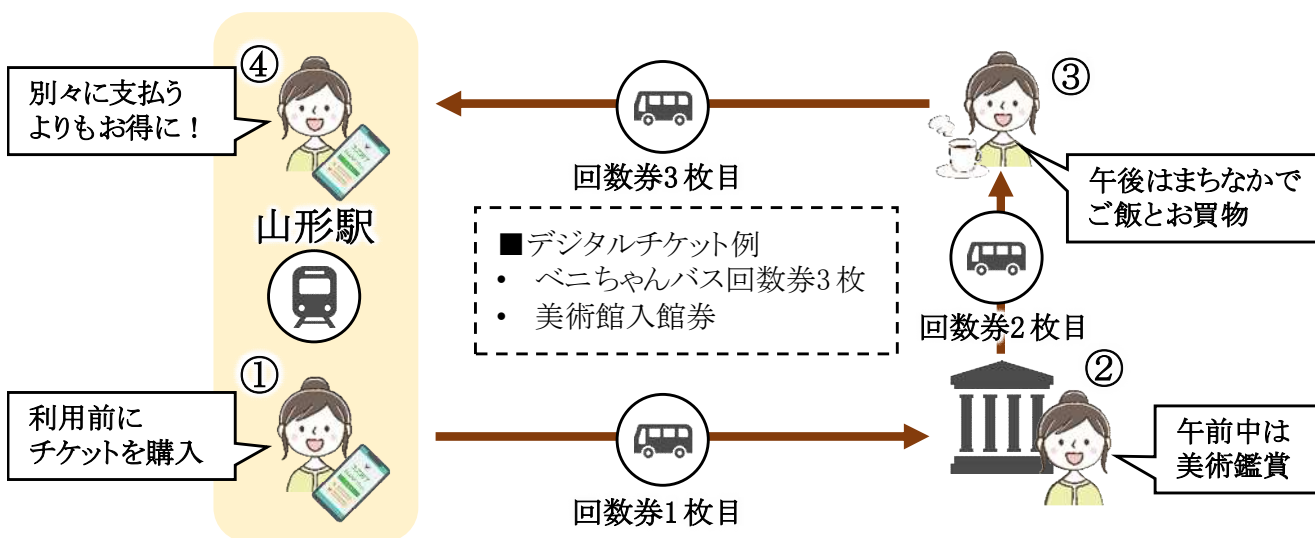 ④
別々に支払う
よりもお得に！
山形駅
①
利用前に
チケットを購入
回数券3枚目
■デジタルチケット例
• ベニちゃんバス回数券3枚
• 美術館入館券
回数券1枚目
③
午後はまちなかで
ご飯とお買物
回数券2枚目
②
午前中は
美術鑑賞